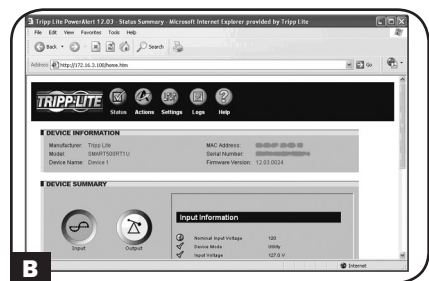 Tripp Lite PowerAlert 12.03 - Status Summary - Microsoft Internet Explorer provided by Tripp Lite
File Edit View Favorites Tools Help
Back Search
Address http://172.16.3.100/home.htm Go
TRIPP·LITE
Status Actions Settings Logs Help
DEVICE INFORMATION
Manufacturer: Tripp Lite MAC Address:
Model: SMART500RT1U Serial Number:
Device Name: Device 1 Firmware Version: 12.03.0024
DEVICE SUMMARY
Input Information
Input Output
Nominal Input Voltage 120
Device Mode Utility
Input Voltage 127.0 V
Internet
B